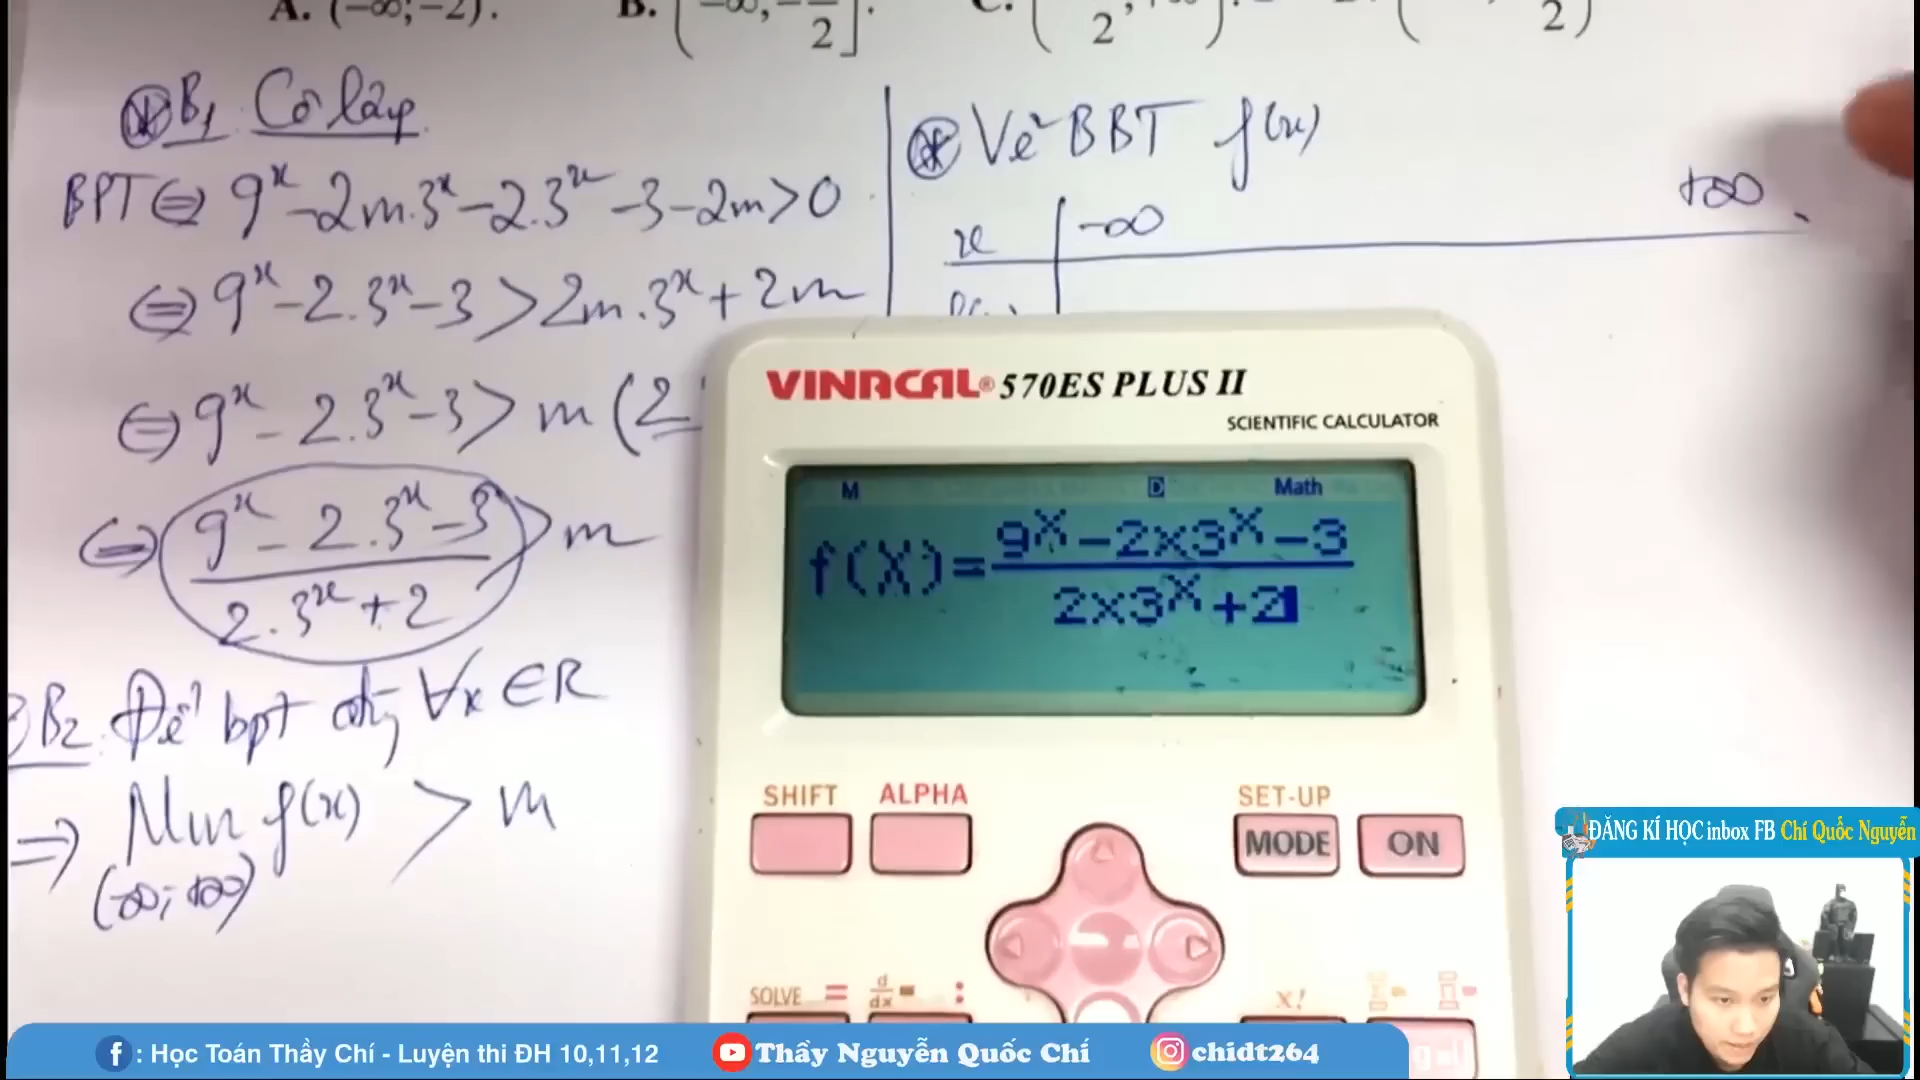 A. (−∞; −2). B. (−∞; −/2]. C. (/2; +∞). /2)
B1 Cô lập
BPT ⇔ 9^x − 2m.3^x − 2.3^x − 3 − 2m > 0
⇔ 9^x − 2.3^x − 3 > 2m.3^x + 2m
⇔ 9^x − 2.3^x − 3 > m (2
⇔ (9^x − 2.3^x − 3)/(2.3^x + 2) > m
B2. Để bpt ∀x ∈ R
⇒ Min f(x) > m
(−∞; +∞)
Vẽ BBT f(x)
x −∞ +∞
VINACAL® 570ES PLUS II
SCIENTIFIC CALCULATOR
M D Math
f(X)=(9^X−2×3^X−3)/(2×3^X+2)
SHIFT ALPHA SET-UP
MODE ON
SOLVE = d/dx :
x!
ĐĂNG KÍ HỌC inbox FB Chí Quốc Nguyễn
f : Học Toán Thầy Chí - Luyện thi ĐH 10,11,12 Thầy Nguyễn Quốc Chí chidt264